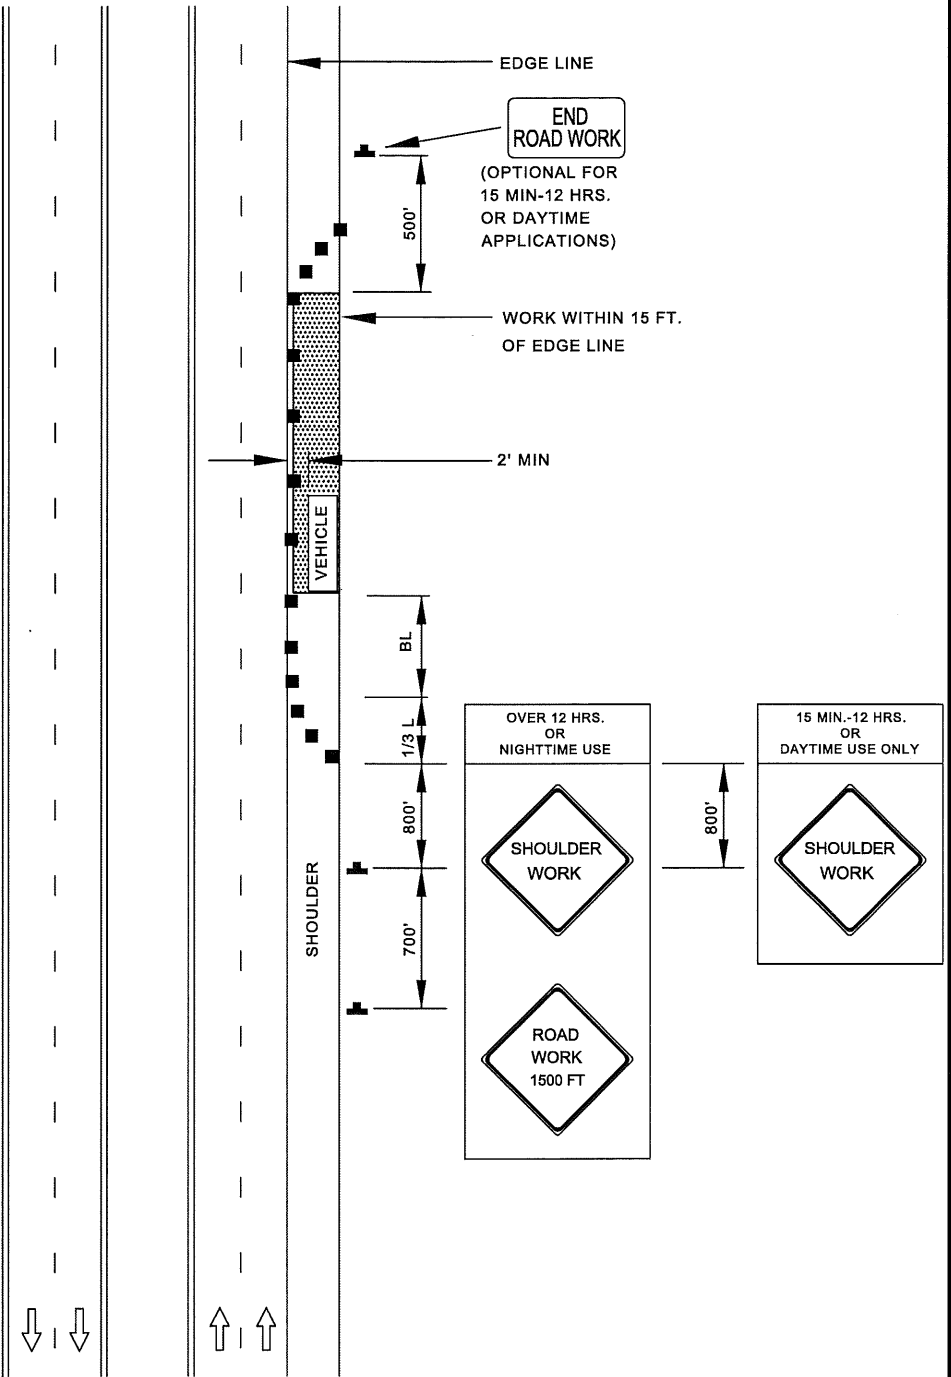 EDGE LINE
END
ROAD WORK
(OPTIONAL FOR
15 MIN-12 HRS.
OR DAYTIME
APPLICATIONS)
500'
WORK WITHIN 15 FT.
OF EDGE LINE
2' MIN
VEHICLE
BL
1/3 L
800'
700'
SHOULDER
OVER 12 HRS.
OR
NIGHTTIME USE
SHOULDER
WORK
ROAD
WORK
1500 FT
800'
15 MIN.-12 HRS.
OR
DAYTIME USE ONLY
SHOULDER
WORK